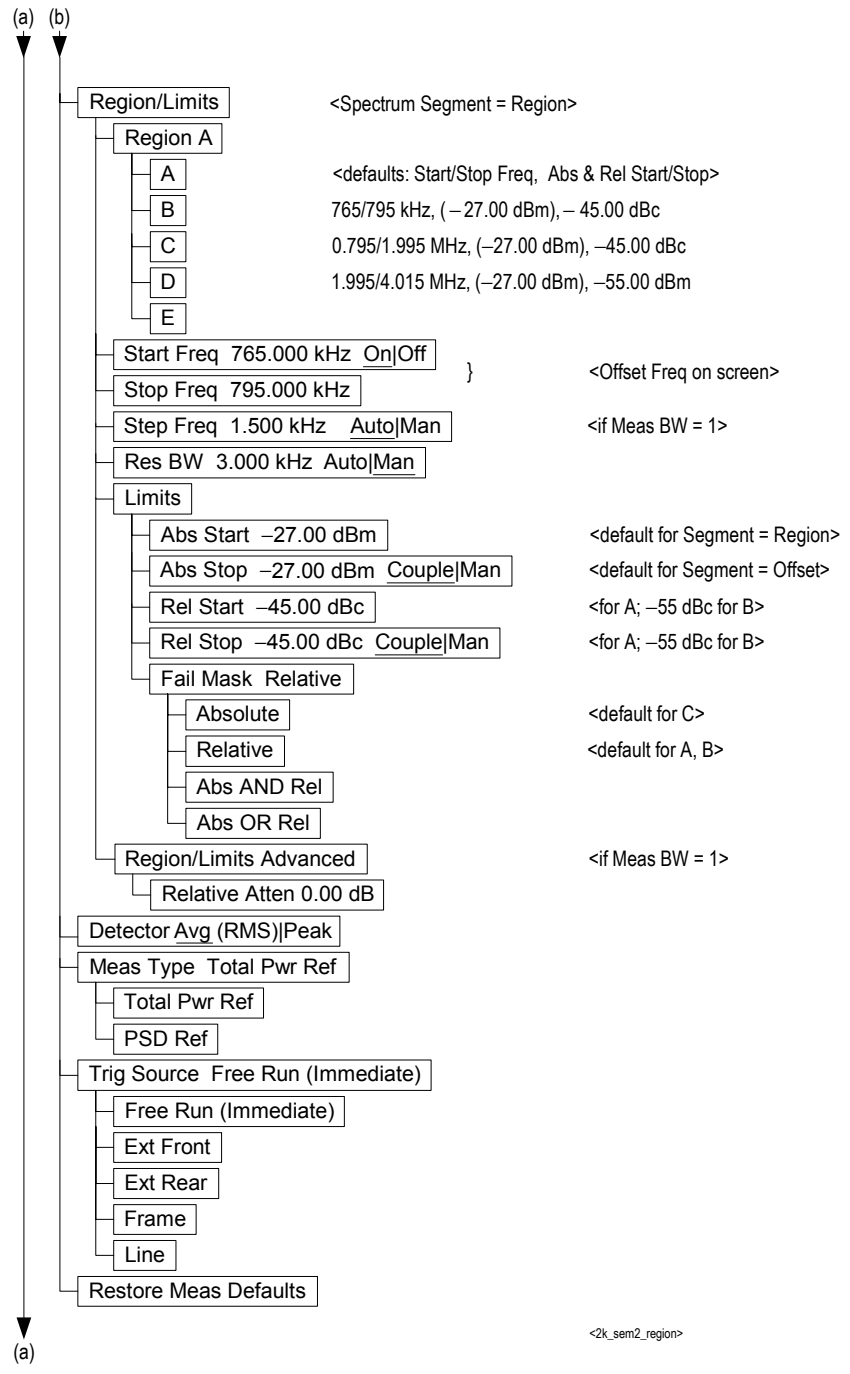 (a) (b)
Region/Limits <Spectrum Segment = Region>
Region A
A <defaults: Start/Stop Freq, Abs & Rel Start/Stop>
B 765/795 kHz, ( – 27.00 dBm), – 45.00 dBc
C 0.795/1.995 MHz, (–27.00 dBm), –45.00 dBc
D 1.995/4.015 MHz, (–27.00 dBm), –55.00 dBm
E
Start Freq 765.000 kHz On|Off
} <Offset Freq on screen>
Stop Freq 795.000 kHz
Step Freq 1.500 kHz Auto|Man <if Meas BW = 1>
Res BW 3.000 kHz Auto|Man
Limits
Abs Start –27.00 dBm <default for Segment = Region>
Abs Stop –27.00 dBm Couple|Man <default for Segment = Offset>
Rel Start –45.00 dBc <for A; –55 dBc for B>
Rel Stop –45.00 dBc Couple|Man <for A; –55 dBc for B>
Fail Mask Relative
Absolute <default for C>
Relative <default for A, B>
Abs AND Rel
Abs OR Rel
Region/Limits Advanced <if Meas BW = 1>
Relative Atten 0.00 dB
Detector Avg (RMS)|Peak
Meas Type Total Pwr Ref
Total Pwr Ref
PSD Ref
Trig Source Free Run (Immediate)
Free Run (Immediate)
Ext Front
Ext Rear
Frame
Line
Restore Meas Defaults
<2k_sem2_region>
(a)